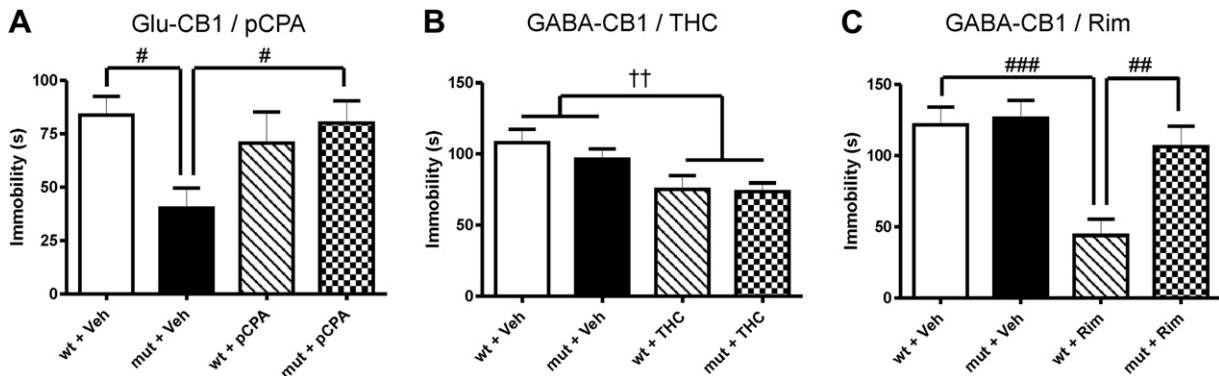 A
Glu-CB1 / pCPA
#
#
100
75
50
25
0
Immobility (s)
wt + Veh
mut + Veh
wt + pCPA
mut + pCPA
B
GABA-CB1 / THC
††
150
100
50
0
Immobility (s)
wt + Veh
mut + Veh
wt + THC
mut + THC
C
GABA-CB1 / Rim
###
##
150
100
50
0
Immobility (s)
wt + Veh
mut + Veh
wt + Rim
mut + Rim